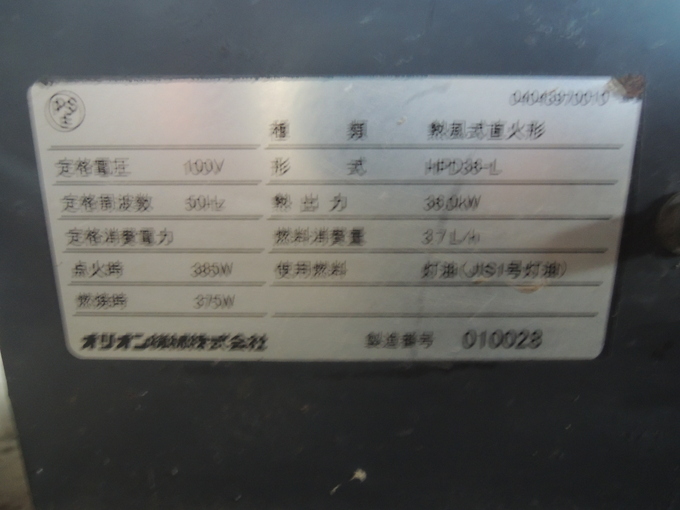 PS
E
04043970010
種類 熱風式直火形
定格電圧 100V 形式 HPD36-L
定格周波数 60Hz 熱出力 36.0kW
定格消費電力 燃料消費量 3.7L/h
点火時 385W 使用燃料 灯油(JIS1号灯油)
燃焼時 375W
オリオン機械株式会社 製造番号 010028